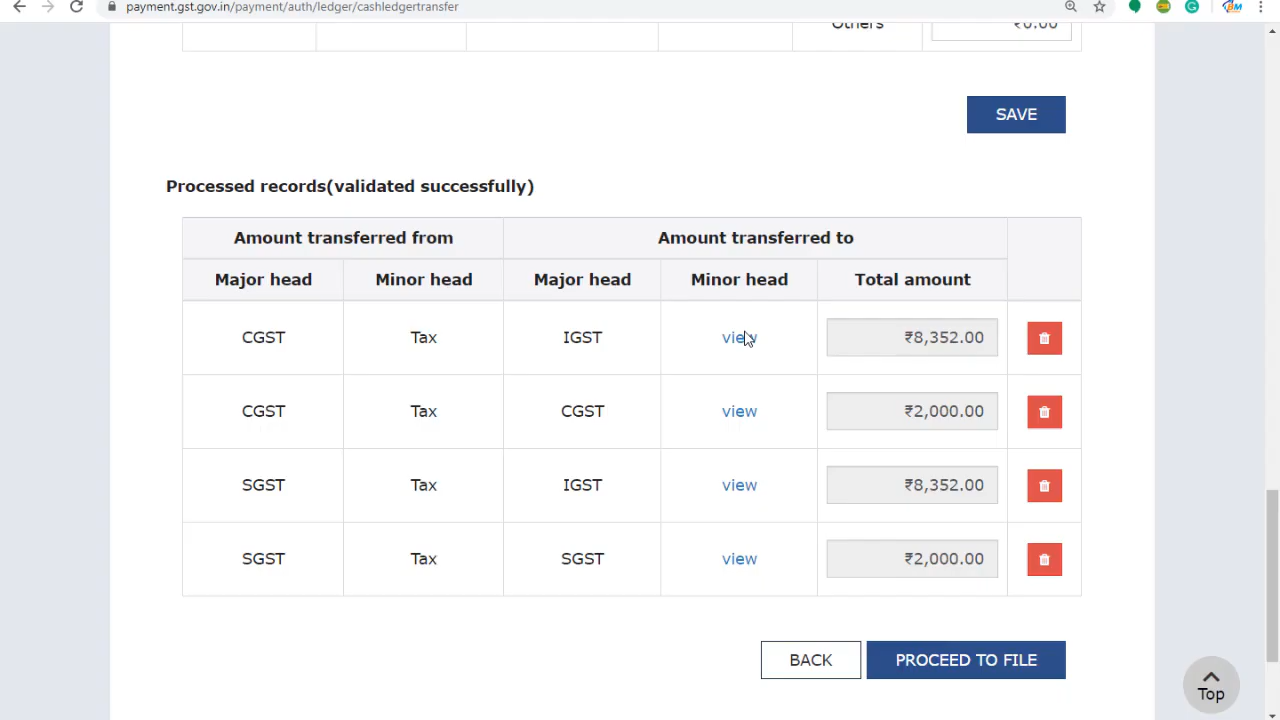 payment.gst.gov.in/payment/auth/ledger/cashledgertransfer
Others ₹0.00
SAVE
Processed records(validated successfully)
Amount transferred from Amount transferred to
Major head Minor head Major head Minor head Total amount
CGST Tax IGST view ₹8,352.00
CGST Tax CGST view ₹2,000.00
SGST Tax IGST view ₹8,352.00
SGST Tax SGST view ₹2,000.00
BACK PROCEED TO FILE
Top